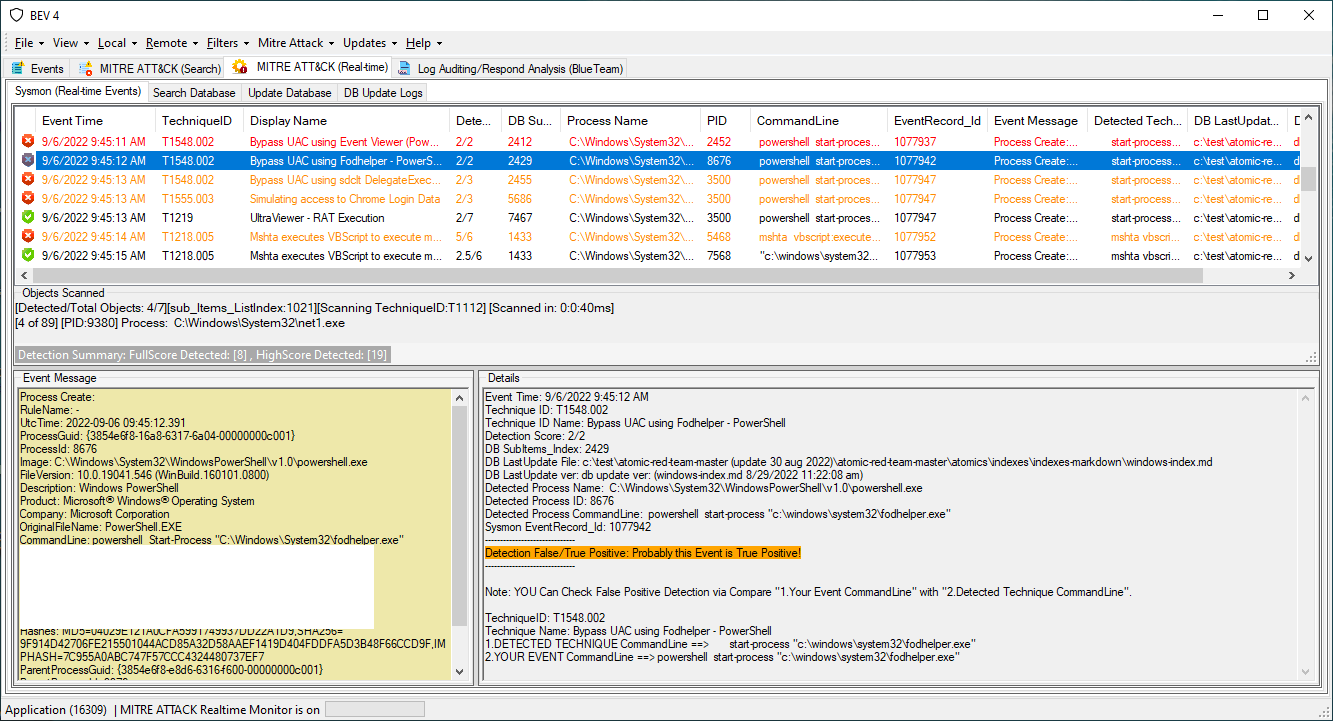 BEV 4
File View Local Remote Filters Mitre Attack Updates Help
Events MITRE ATT&CK (Search) MITRE ATT&CK (Real-time) Log Auditing/Respond Analysis (BlueTeam)
Sysmon (Real-time Events) Search Database Update Database DB Update Logs
Event Time TechniqueID Display Name Dete... DB Su... Process Name PID CommandLine EventRecord_Id Event Message Detected Tech... DB LastUpdat... D
9/6/2022 9:45:11 AM T1548.002 Bypass UAC using Event Viewer (Pow... 2/2 2412 C:\Windows\System32\... 2452 powershell start-proces... 1077937 Process Create:... start-process... c:\test\atomic-re... d
9/6/2022 9:45:12 AM T1548.002 Bypass UAC using Fodhelper - PowerS... 2/2 2429 C:\Windows\System32\... 8676 powershell start-proces... 1077942 Process Create:... start-process... c:\test\atomic-re... d
9/6/2022 9:45:13 AM T1548.002 Bypass UAC using sdclt DelegateExec... 2/3 2455 C:\Windows\System32\... 3500 powershell start-proces... 1077947 Process Create:... start-process... c:\test\atomic-re... d
9/6/2022 9:45:13 AM T1555.003 Simulating access to Chrome Login Data 2/3 5686 C:\Windows\System32\... 3500 powershell start-proces... 1077947 Process Create:... start-process... c:\test\atomic-re... d
9/6/2022 9:45:13 AM T1219 UltraViewer - RAT Execution 2/7 7467 C:\Windows\System32\... 3500 powershell start-proces... 1077947 Process Create:... start-process... c:\test\atomic-re... d
9/6/2022 9:45:14 AM T1218.005 Mshta executes VBScript to execute m... 5/6 1433 C:\Windows\System32\... 5468 mshta vbscript:execute... 1077952 Process Create:... mshta vbscri... c:\test\atomic-re... d
9/6/2022 9:45:15 AM T1218.005 Mshta executes VBScript to execute m... 2.5/6 1433 C:\Windows\System32\... 7568 "c:\windows\system32... 1077953 Process Create:... mshta vbscri... c:\test\atomic-re... d
Objects Scanned
[Detected/Total Objects: 4/7][sub_Items_ListIndex:1021][Scanning TechniqueID:T1112] [Scanned in: 0:0:40ms]
[4 of 89] [PID:9380] Process: C:\Windows\System32\net1.exe
Detection Summary: FullScore Detected: [8] , HighScore Detected: [19]
Event Message
Process Create:
RuleName: -
UtcTime: 2022-09-06 09:45:12.391
ProcessGuid: {3854e6f8-16a8-6317-6a04-00000000c001}
ProcessId: 8676
Image: C:\Windows\System32\WindowsPowerShell\v1.0\powershell.exe
FileVersion: 10.0.19041.546 (WinBuild.160101.0800)
Description: Windows PowerShell
Product: Microsoft® Windows® Operating System
Company: Microsoft Corporation
OriginalFileName: PowerShell.EXE
CommandLine: powershell Start-Process "C:\Windows\System32\fodhelper.exe"
Hashes: MD5=04029E121A0CFA5991749937DD22A1D9,SHA256=
9F914D42706FE215501044ACD85A32D58AAEF1419D404FDDFA5D3B48F66CCD9F,IM
PHASH=7C955A0ABC747F57CCC4324480737EF7
ParentProcessGuid: {3854e6f8-e8d6-6316-f600-00000000c001}
Details
Event Time: 9/6/2022 9:45:12 AM
Technique ID: T1548.002
Technique ID Name: Bypass UAC using Fodhelper - PowerShell
Detection Score: 2/2
DB SubItems_Index: 2429
DB LastUpdate File: c:\test\atomic-red-team-master (update 30 aug 2022)\atomic-red-team-master\atomics\indexes\indexes-markdown\windows-index.md
DB LastUpdate ver: db update ver: (windows-index.md 8/29/2022 11:22:08 am)
Detected Process Name: C:\Windows\System32\WindowsPowerShell\v1.0\powershell.exe
Detected Process ID: 8676
Detected Process CommandLine: powershell start-process "c:\windows\system32\fodhelper.exe"
Sysmon EventRecord_Id: 1077942
------------------------------
Detection False/True Positive: Probably this Event is True Positive!
------------------------------
Note: YOU Can Check False Positive Detection via Compare "1.Your Event CommandLine" with "2.Detected Technique CommandLine".
TechniqueID: T1548.002
Technique Name: Bypass UAC using Fodhelper - PowerShell
1.DETECTED TECHNIQUE CommandLine ==> start-process "c:\windows\system32\fodhelper.exe"
2.YOUR EVENT CommandLine ==> powershell start-process "c:\windows\system32\fodhelper.exe"
Application (16309) | MITRE ATTACK Realtime Monitor is on